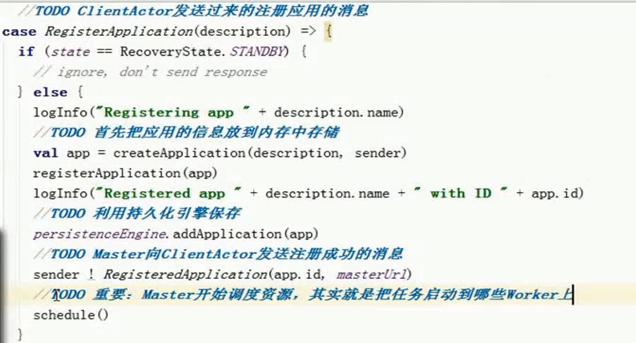 //TODO ClientActor发送过来的注册应用的消息
case RegisterApplication(description) => {
if (state == RecoveryState.STANDBY) {
// ignore, don't send response
} else {
logInfo("Registering app " + description.name)
//TODO 首先把应用的信息放到内存中存储
val app = createApplication(description, sender)
registerApplication(app)
logInfo("Registered app " + description.name + " with ID " + app.id)
//TODO 利用持久化引擎保存
persistenceEngine.addApplication(app)
//TODO Master向ClientActor发送注册成功的消息
sender ! RegisteredApplication(app.id, masterUrl)
//TODO 重要：Master开始调度资源，其实就是把任务启动到哪些Worker上
schedule()
}